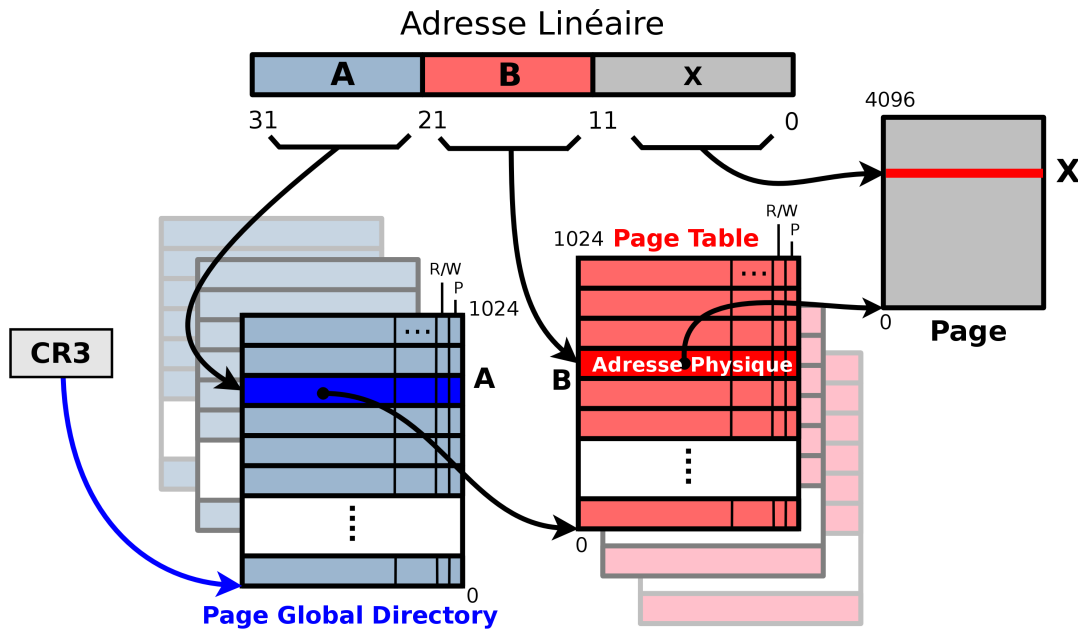 Adresse Linéaire
A B X
31 21 11 0
4096
X
0
Page
1024 Page Table
R/W
P
...
Adresse Physique
B
0
R/W
P
1024
...
A
CR3
0
Page Global Directory